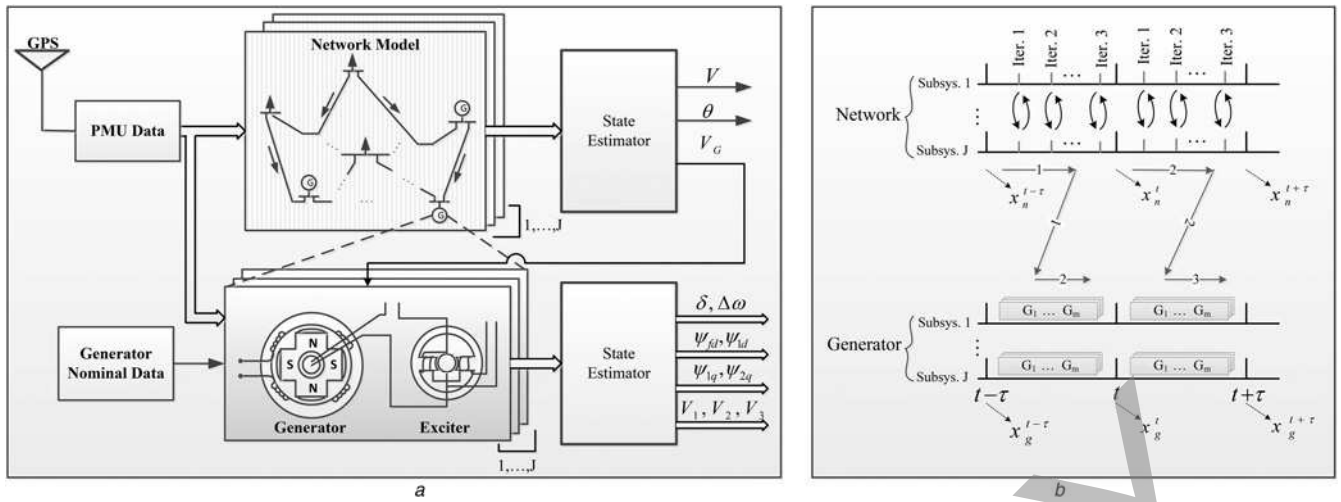 GPS
PMU Data
Network Model
G
G
G
1,…,J
State
Estimator
V
θ
V_G
Generator
Nominal Data
N
S
S
N
Generator
Exciter
1,…,J
State
Estimator
δ, Δω
ψ_fd, ψ_1d
ψ_1q, ψ_2q
V_1, V_2, V_3
a
Iter. 1
Iter. 2
Iter. 3
Iter. 1
Iter. 2
Iter. 3
...
...
Subsys. 1
Network
Subsys. J
...
...
1
2
x_n^{t-τ}
x_n^t
x_n^{t+τ}
1
2
2
3
G_1 ... G_m
G_1 ... G_m
Subsys. 1
Generator
G_1 ... G_m
G_1 ... G_m
Subsys. J
t-τ
t
t+τ
x_g^{t-τ}
x_g^t
x_g^{t+τ}
b